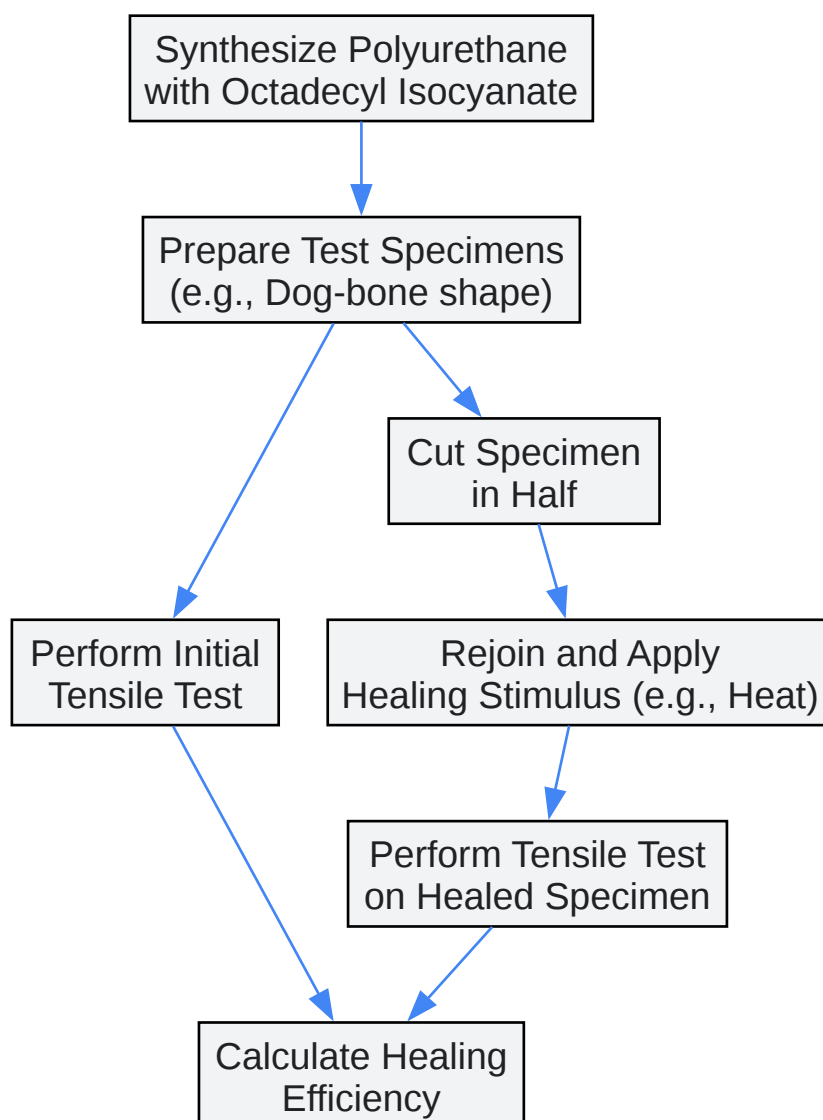 Synthesize Polyurethane
with Octadecyl Isocyanate
Prepare Test Specimens
(e.g., Dog-bone shape)
Cut Specimen
in Half
Perform Initial
Tensile Test
Rejoin and Apply
Healing Stimulus (e.g., Heat)
Perform Tensile Test
on Healed Specimen
Calculate Healing
Efficiency